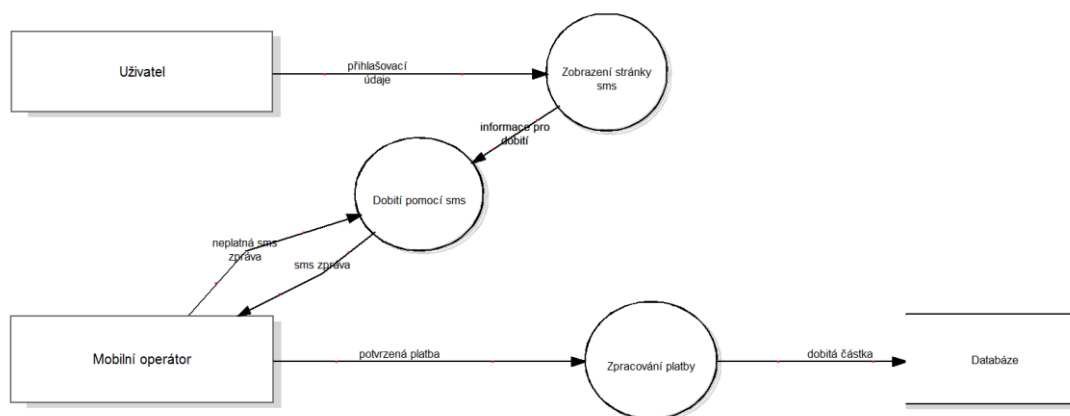 Uživatel
přihlašovací
údaje
Zobrazení stránky
sms
informace pro
dobití
Dobití pomocí sms
neplatná sms
zpráva
sms zpráva
Mobilní operátor
potvrzená platba
Zpracování platby
dobitá částka
Databáze